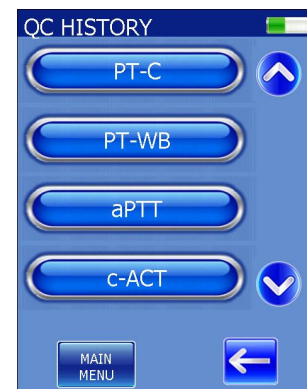 QC HISTORY
PT-C
PT-WB
aPTT
c-ACT
MAIN
MENU